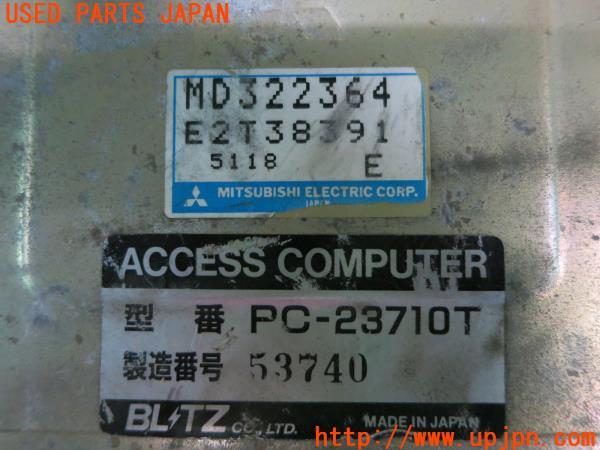 USED PARTS JAPAN
MD322364
E2T38391
5118 E
MITSUBISHI ELECTRIC CORP.
JAPAN
ACCESS COMPUTER
型番 PC-23710T
製造番号 53740
BLITZ CO., LTD. MADE IN JAPAN
http://www.upjpn.com